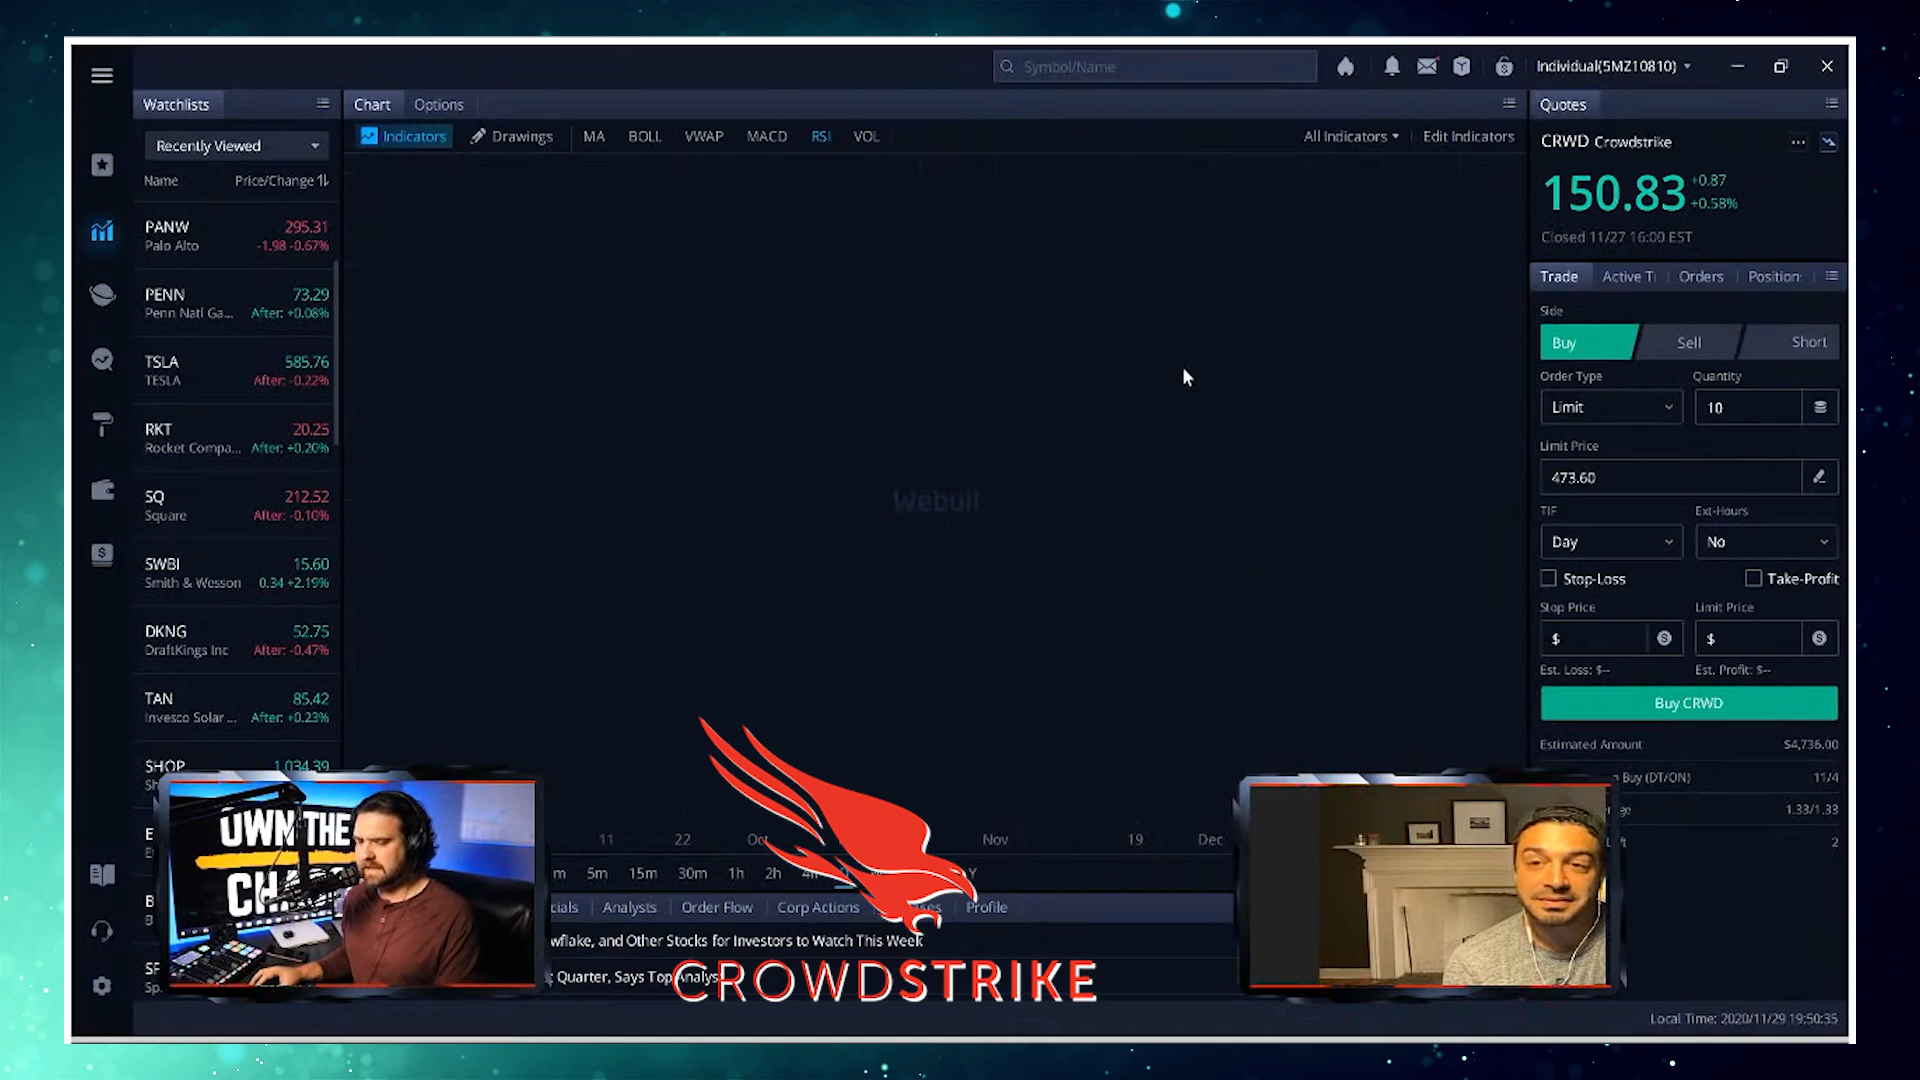 Symbol/Name
Individual(5MZ10810)
Watchlists
Chart
Options
Quotes
Recently Viewed
Indicators
Drawings
MA
BOLL
VWAP
MACD
RSI
VOL
All Indicators
Edit Indicators
CRWD Crowdstrike
Name
Price/Change
150.83
+0.87
+0.58%
Closed 11/27 16:00 EST
PANW 295.31
Palo Alto -1.98 -0.67%
PENN 73.29
Penn Natl Ga... After: +0.08%
TSLA 585.76
TESLA After: -0.22%
RKT 20.25
Rocket Compa... After: +0.20%
SQ 212.52
Square After: -0.10%
SWBI 15.60
Smith & Wesson 0.34 +2.19%
DKNG 52.75
DraftKings Inc After: -0.47%
TAN 85.42
Invesco Solar ... After: +0.23%
SHOP 1,034.39
Webull
Trade
Active T
Orders
Position
Side
Buy
Sell
Short
Order Type
Quantity
Limit
10
Limit Price
473.60
TIF
Ext-Hours
Day
No
Stop-Loss
Take-Profit
Stop Price
Limit Price
$
$
Est. Loss: $--
Est. Profit: $--
Buy CRWD
Estimated Amount $4,736.00
Buy (DT/ON) 11/4
1.33/1.33
2
OWN THE
11
22
Oct
Nov
19
Dec
5m
15m
30m
1h
2h
Analysts
Order Flow
Corp Actions
Profile
and Other Stocks for Investors to Watch This Week
Quarter, Says Top Analys
CROWDSTRIKE
Local Time: 2020/11/29 19:50:35